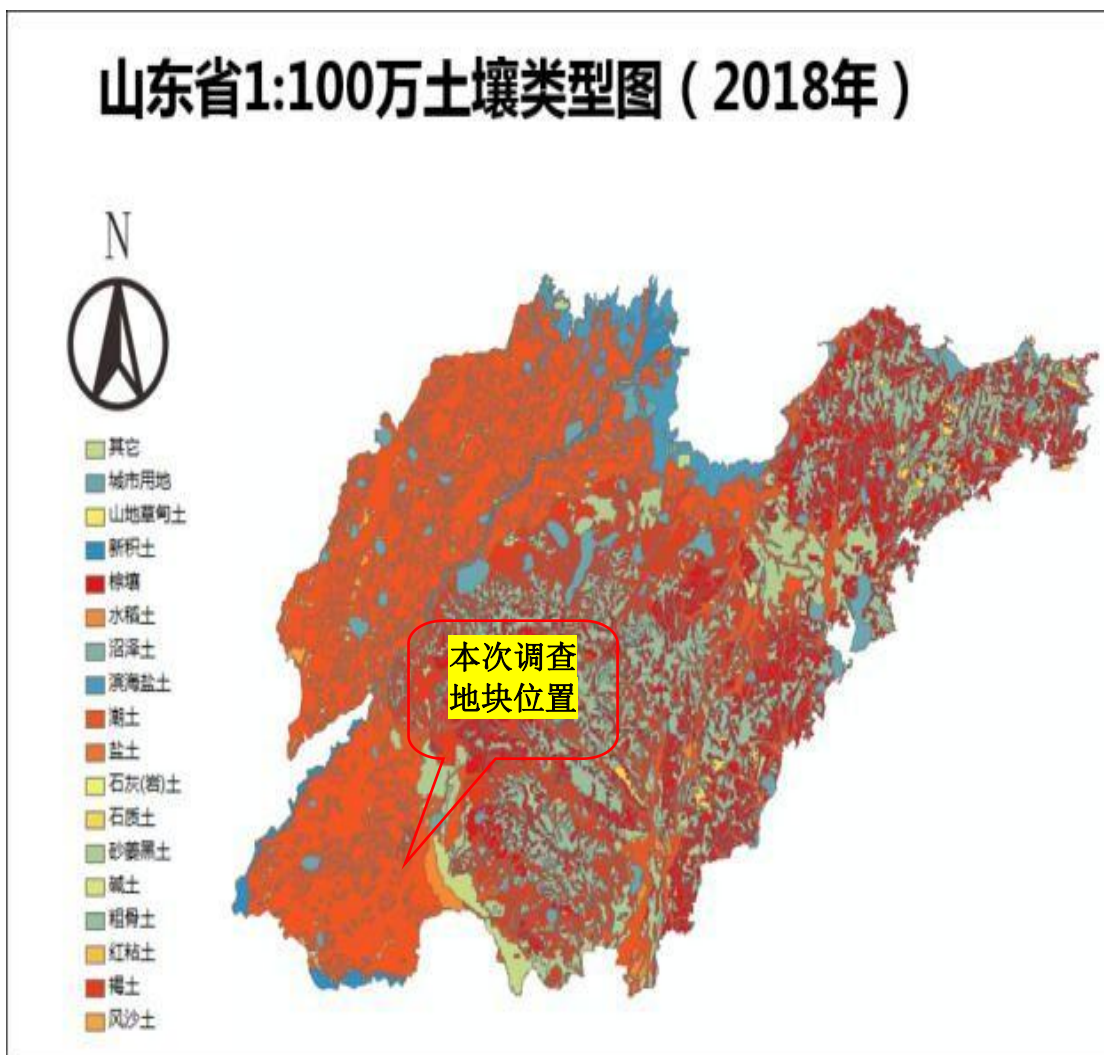 山东省1:100万土壤类型图（2018年）
N
其它
城市用地
山地草甸土
新积土
棕壤
水稻土
沼泽土
滨海盐土
潮土
盐土
石灰(岩)土
石质土
砂姜黑土
碱土
粗骨土
红粘土
褐土
风沙土
本次调查
地块位置